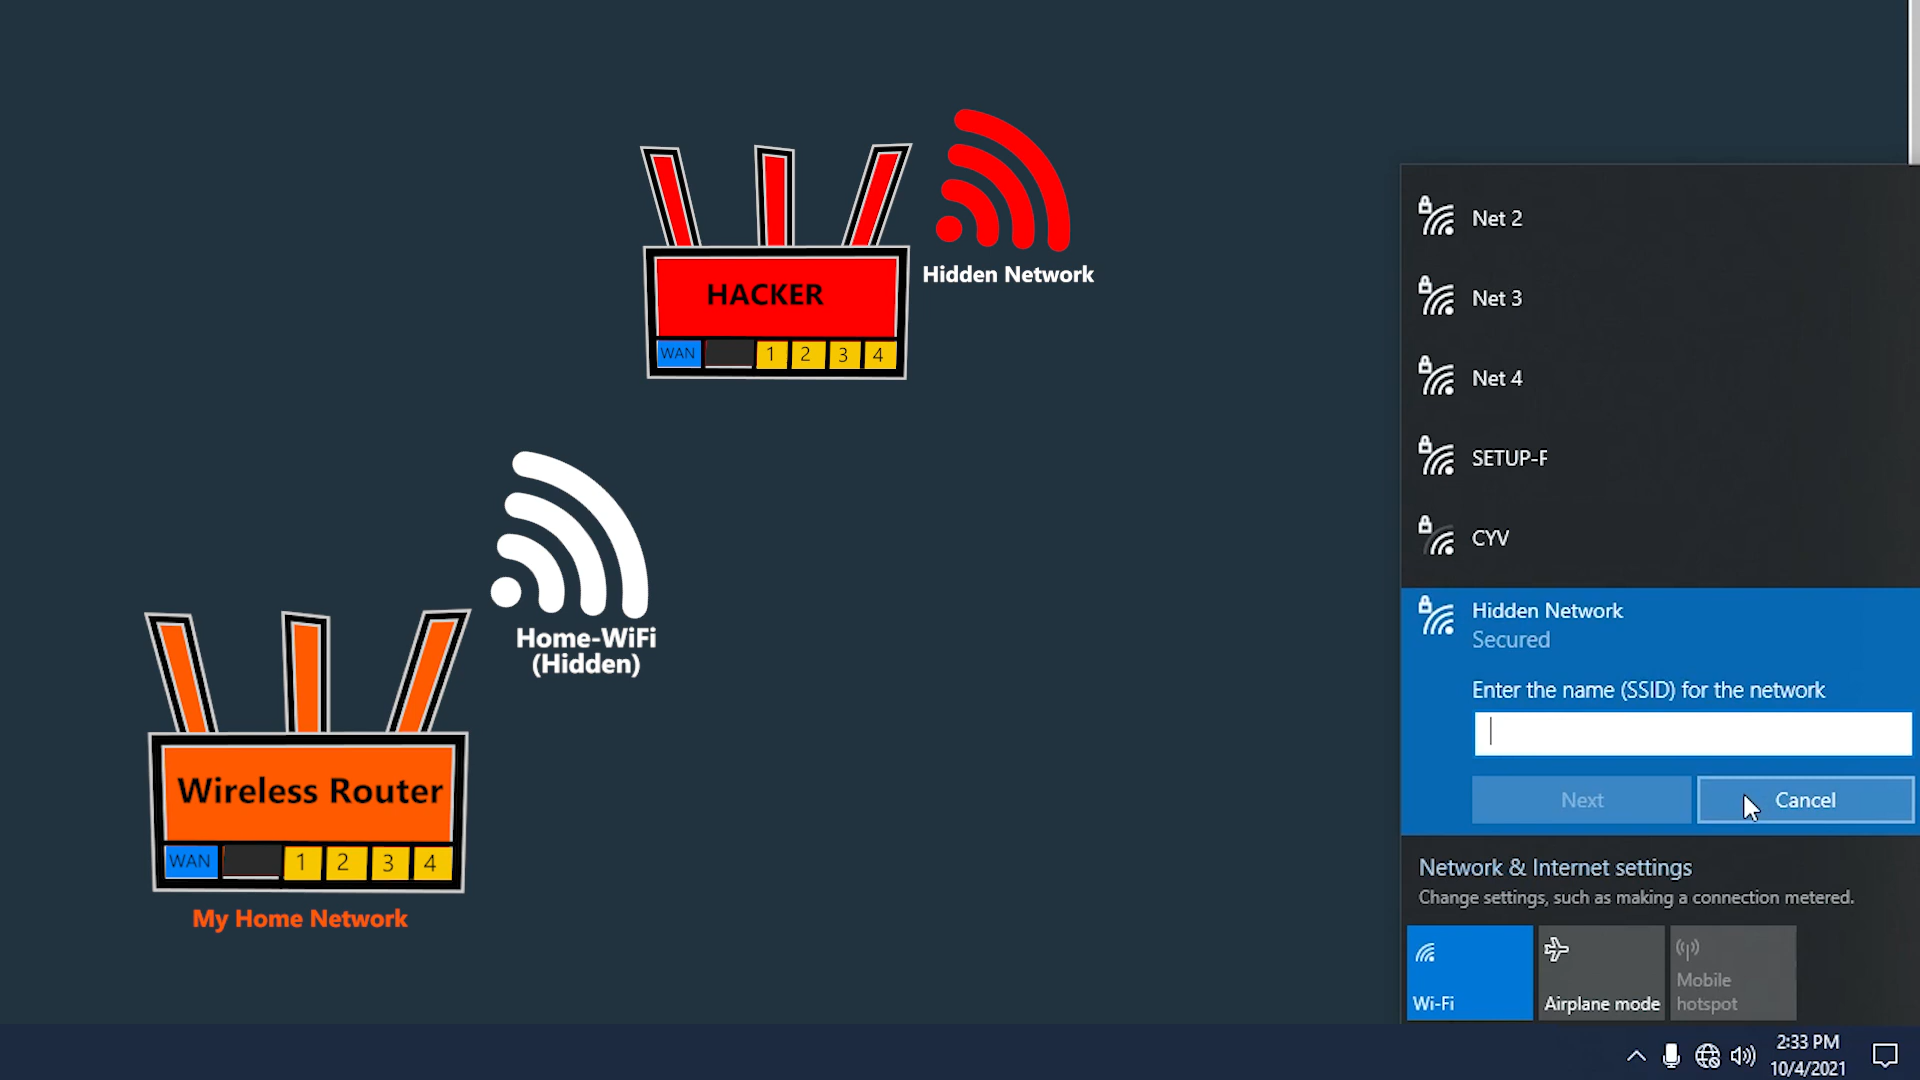 HACKER
WAN
1
2
3
4
Hidden Network
Home-WiFi
(Hidden)
Wireless Router
WAN
1
2
3
4
My Home Network
Net 2
Net 3
Net 4
SETUP-F
CYV
Hidden Network
Secured
Enter the name (SSID) for the network
Next
Cancel
Network & Internet settings
Change settings, such as making a connection metered.
Wi-Fi
Airplane mode
Mobile
hotspot
2:33 PM
10/4/2021